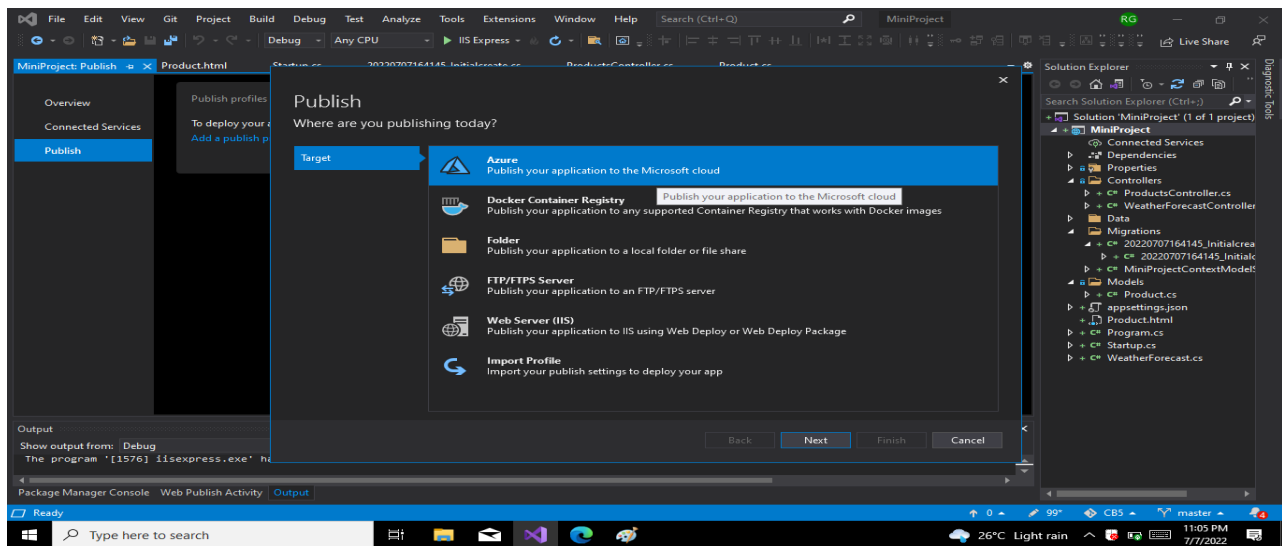 File Edit View Git Project Build Debug Test Analyze Tools Extensions Window Help Search (Ctrl+Q) MiniProject RG
Debug Any CPU IIS Express Live Share
MiniProject: Publish Product.html Startup.cs 20220707164145_Initialcreate.cs ProductsController.cs Product.cs
Overview
Connected Services
Publish
Publish profiles
To deploy your a
Add a publish p
Publish
Where are you publishing today?
Target
Azure
Publish your application to the Microsoft cloud
Publish your application to the Microsoft cloud
Docker Container Registry
Publish your application to any supported Container Registry that works with Docker images
Folder
Publish your application to a local folder or file share
FTP/FTPS Server
Publish your application to an FTP/FTPS server
Web Server (IIS)
Publish your application to IIS using Web Deploy or Web Deploy Package
Import Profile
Import your publish settings to deploy your app
Back Next Finish Cancel
Solution Explorer
Search Solution Explorer (Ctrl+;)
Solution 'MiniProject' (1 of 1 project)
MiniProject
Connected Services
Dependencies
Properties
Controllers
C# ProductsController.cs
C# WeatherForecastController
Data
Migrations
C# 20220707164145_Initialcrea
C# 20220707164145_Initialc
C# MiniProjectContextModelS
Models
C# Product.cs
appsettings.json
Product.html
C# Program.cs
C# Startup.cs
C# WeatherForecast.cs
Diagnostic Tools
Output
Show output from: Debug
The program '[1576] iisexpress.exe' ha
Package Manager Console Web Publish Activity Output
Ready 0 99+ CB5 master 4
Type here to search 26°C Light rain 11:05 PM
7/7/2022